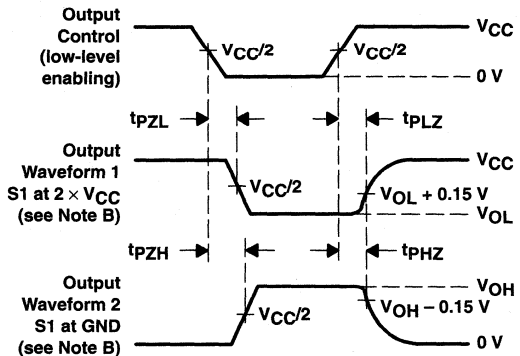 Output
Control
(low-level
enabling)
VCC/2
VCC/2
VCC
0 V
tPZL
tPLZ
Output
Waveform 1
S1 at 2 × VCC
(see Note B)
VCC/2
VCC
VOL + 0.15 V
VOL
tPZH
tPHZ
Output
Waveform 2
S1 at GND
(see Note B)
VCC/2
VOH
VOH − 0.15 V
0 V